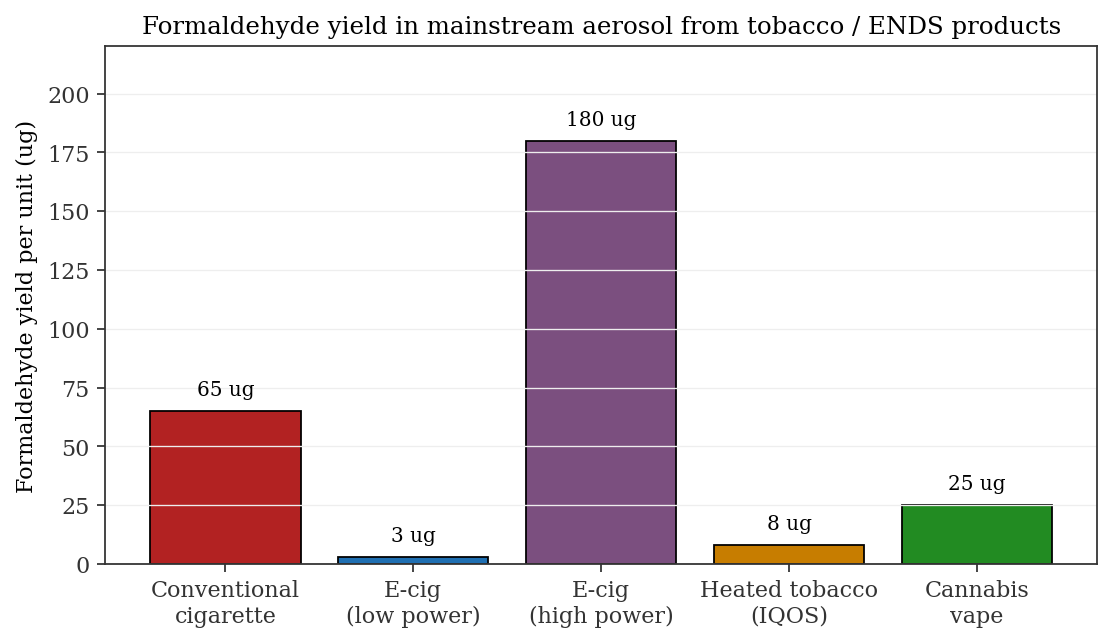 Formaldehyde yield in mainstream aerosol from tobacco / ENDS products
Formaldehyde yield per unit (ug)
200
175
150
125
100
75
50
25
0
65 ug
3 ug
180 ug
8 ug
25 ug
Conventional
cigarette
E-cig
(low power)
E-cig
(high power)
Heated tobacco
(IQOS)
Cannabis
vape